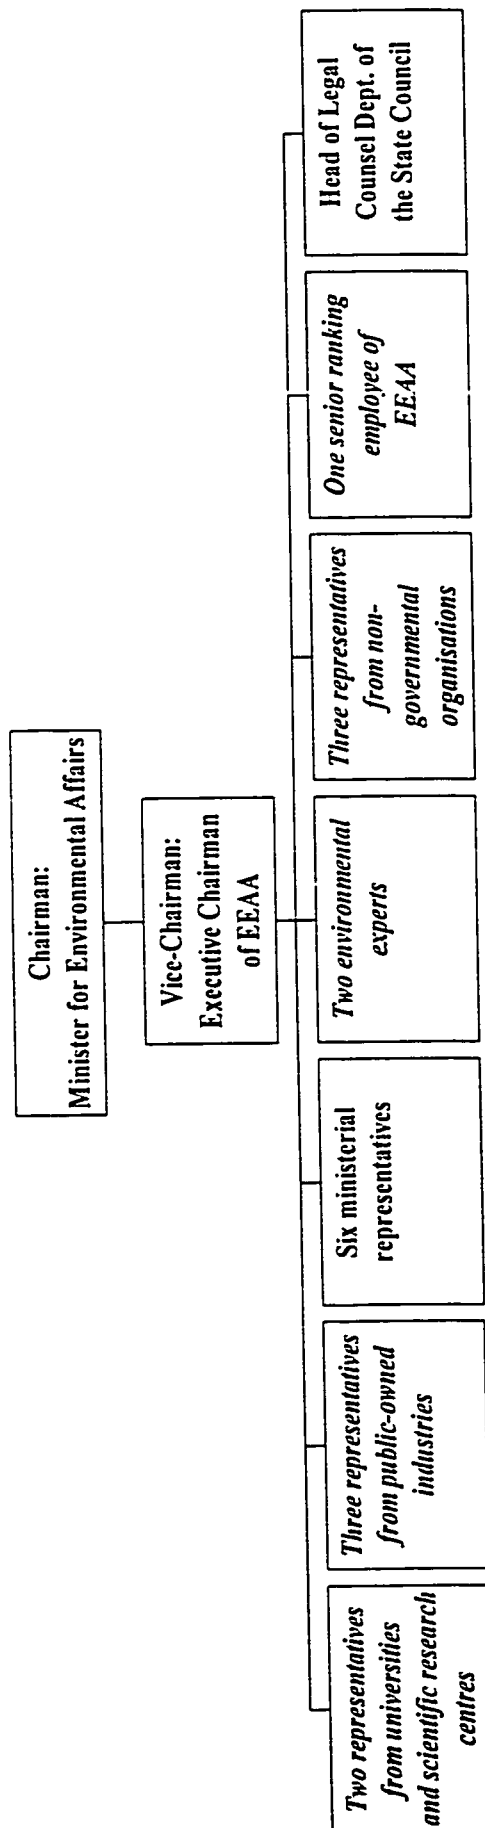 Chairman:
Minister for Environmental Affairs
Vice-Chairman:
Executive Chairman
of EEAA
Two representatives
from universities
and scientific research
centres
Three representatives
from public-owned
industries
Six ministerial
representatives
Two environmental
experts
Three representatives
from non-
governmental
organisations
One senior ranking
employee of
EEAA
Head of Legal
Counsel Dept. of
the State Council